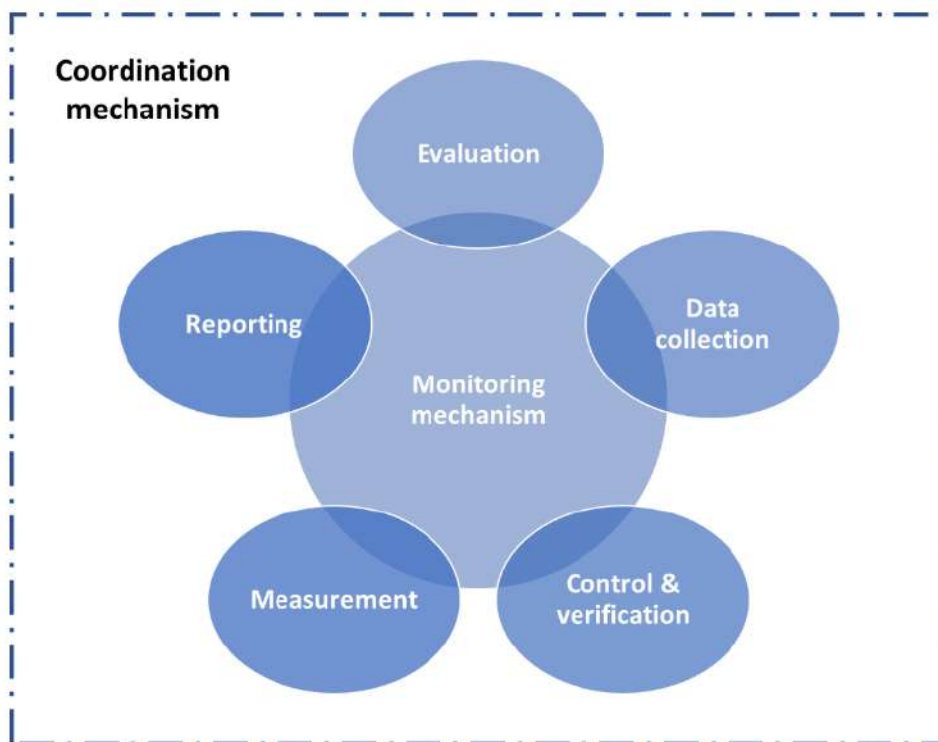 Coordination
mechanism
Evaluation
Reporting
Data
collection
Monitoring
mechanism
Measurement
Control &
verification